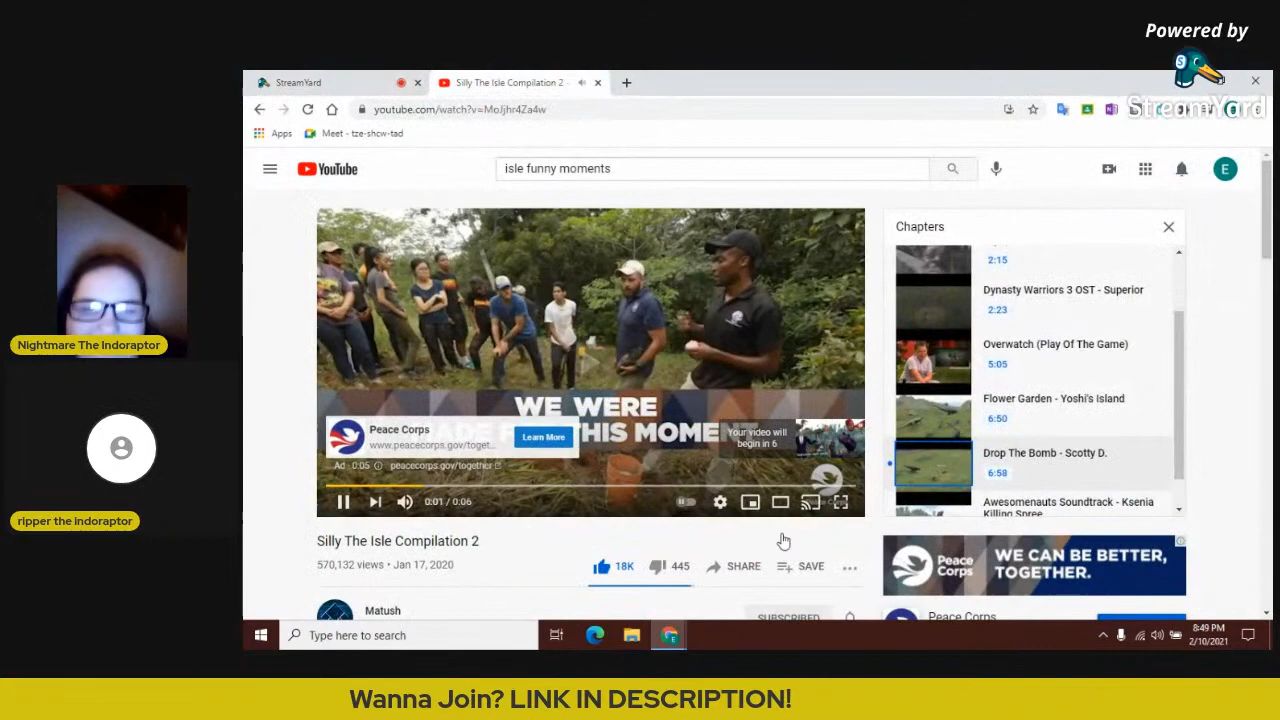 Powered by
StreamYard
StreamYard
Silly The Isle Compilation 2 -
youtube.com/watch?v=MoJjhr4Za4w
Apps
Meet - tze-shcw-tad
YouTube
isle funny moments
E
WE WERE
THIS MOMENT
Peace Corps
www.peacecorps.gov/toget...
Learn More
Your video will
begin in 6
Ad · 0:05
peacecorps.gov/together
0:01 / 0:06
Chapters
2:15
Dynasty Warriors 3 OST - Superior
2:23
Overwatch (Play Of The Game)
5:05
Flower Garden - Yoshi's Island
6:50
Drop The Bomb - Scotty D.
6:58
Awesomenauts Soundtrack - Ksenia
Killing Spree
Silly The Isle Compilation 2
570,132 views • Jan 17, 2020
18K
445
SHARE
SAVE
Matush
SUBSCRIBED
Peace
Corps
WE CAN BE BETTER,
TOGETHER.
Peace Corps
Nightmare The Indoraptor
ripper the indoraptor
Type here to search
8:49 PM
2/10/2021
Wanna Join? LINK IN DESCRIPTION!